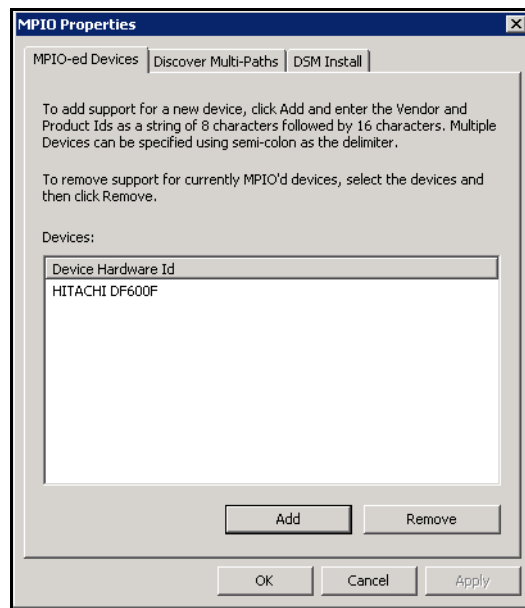 MPIO Properties
MPIO-ed Devices Discover Multi-Paths DSM Install
To add support for a new device, click Add and enter the Vendor and
Product Ids as a string of 8 characters followed by 16 characters. Multiple
Devices can be specified using semi-colon as the delimiter.
To remove support for currently MPIO'd devices, select the devices and
then click Remove.
Devices:
Device Hardware Id
HITACHI DF600F
Add Remove
OK Cancel Apply